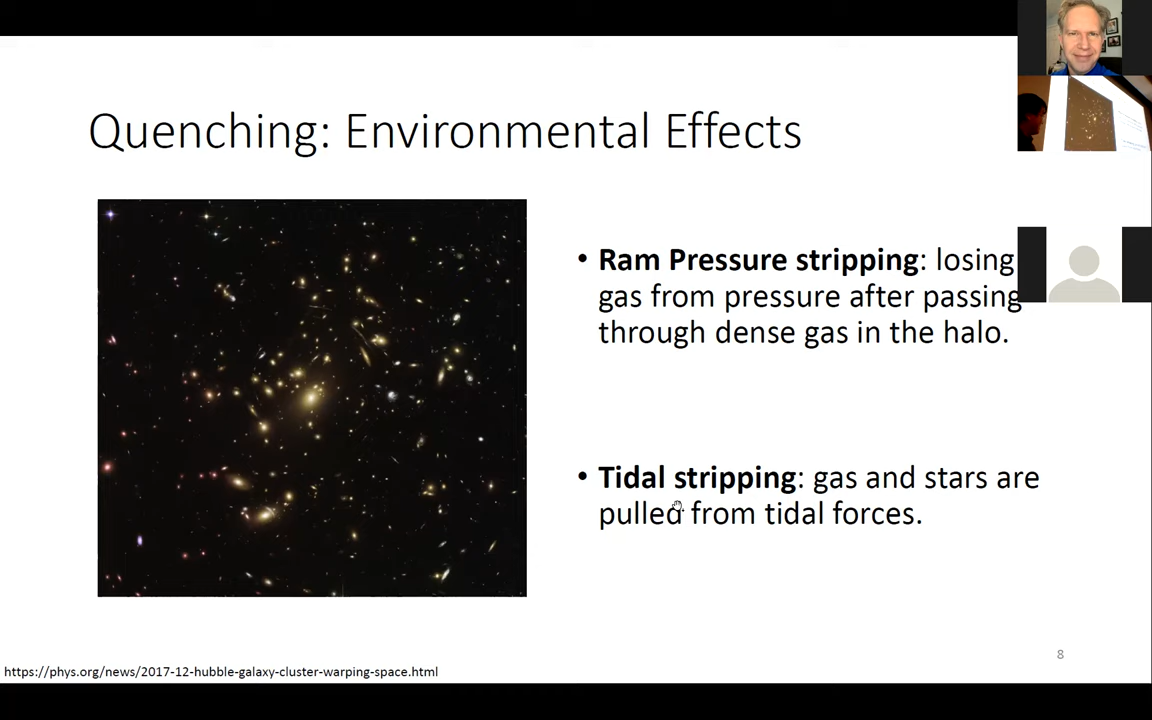 Quenching: Environmental Effects
• Ram Pressure stripping: losing
gas from pressure after passing
through dense gas in the halo.
• Tidal stripping: gas and stars are
pulled from tidal forces.
8
https://phys.org/news/2017-12-hubble-galaxy-cluster-warping-space.html